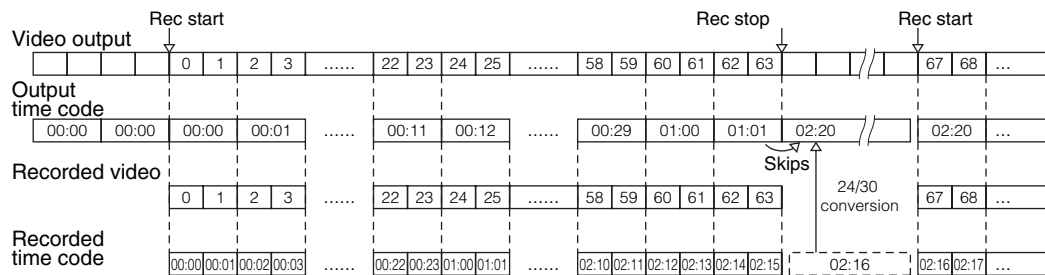 Rec start Rec stop Rec start
Video output
0 1 2 3 ...... 22 23 24 25 ...... 58 59 60 61 62 63 67 68 ...
Output
time code
00:00 00:00 00:00 00:01 ...... 00:11 00:12 ...... 00:29 01:00 01:01 02:20 02:20 ...
Skips
Recorded video
24/30
conversion
0 1 2 3 ...... 22 23 24 25 ...... 58 59 60 61 62 63 67 68 ...
Recorded
time code
00:00 00:01 00:02 00:03 ...... 00:22 00:23 01:00 01:01 ...... 02:10 02:11 02:12 02:13 02:14 02:15 02:16 02:16 02:17 ...